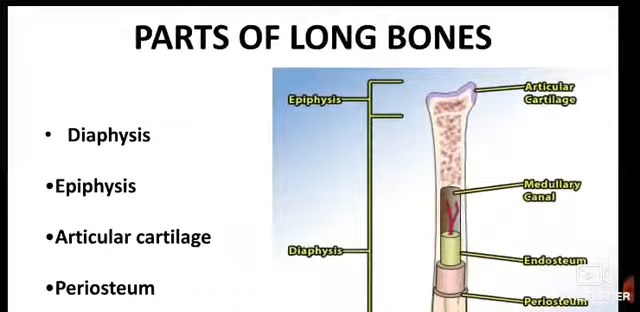 PARTS OF LONG BONES
• Diaphysis
•Epiphysis
•Articular cartilage
•Periosteum
Epiphysis
Articular
Cartilage
Medullary
Canal
Diaphysis
Endosteum
Periosteum